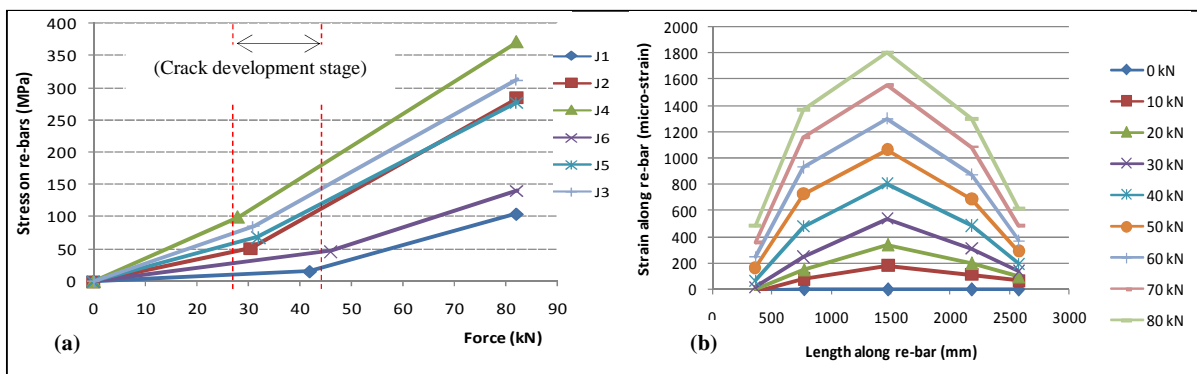 400
350
300
250
200
150
100
50
0
Stress on re-bars (MPa)
(Crack development stage)
0 10 20 30 40 50 60 70 80 90
Force (kN)
(a)
J1
J2
J4
J6
J5
J3
2000
1800
1600
1400
1200
1000
800
600
400
200
0
Strain along re-bar (micro-strain)
0 500 1000 1500 2000 2500 3000
Length along re-bar (mm)
(b)
0 kN
10 kN
20 kN
30 kN
40 kN
50 kN
60 kN
70 kN
80 kN